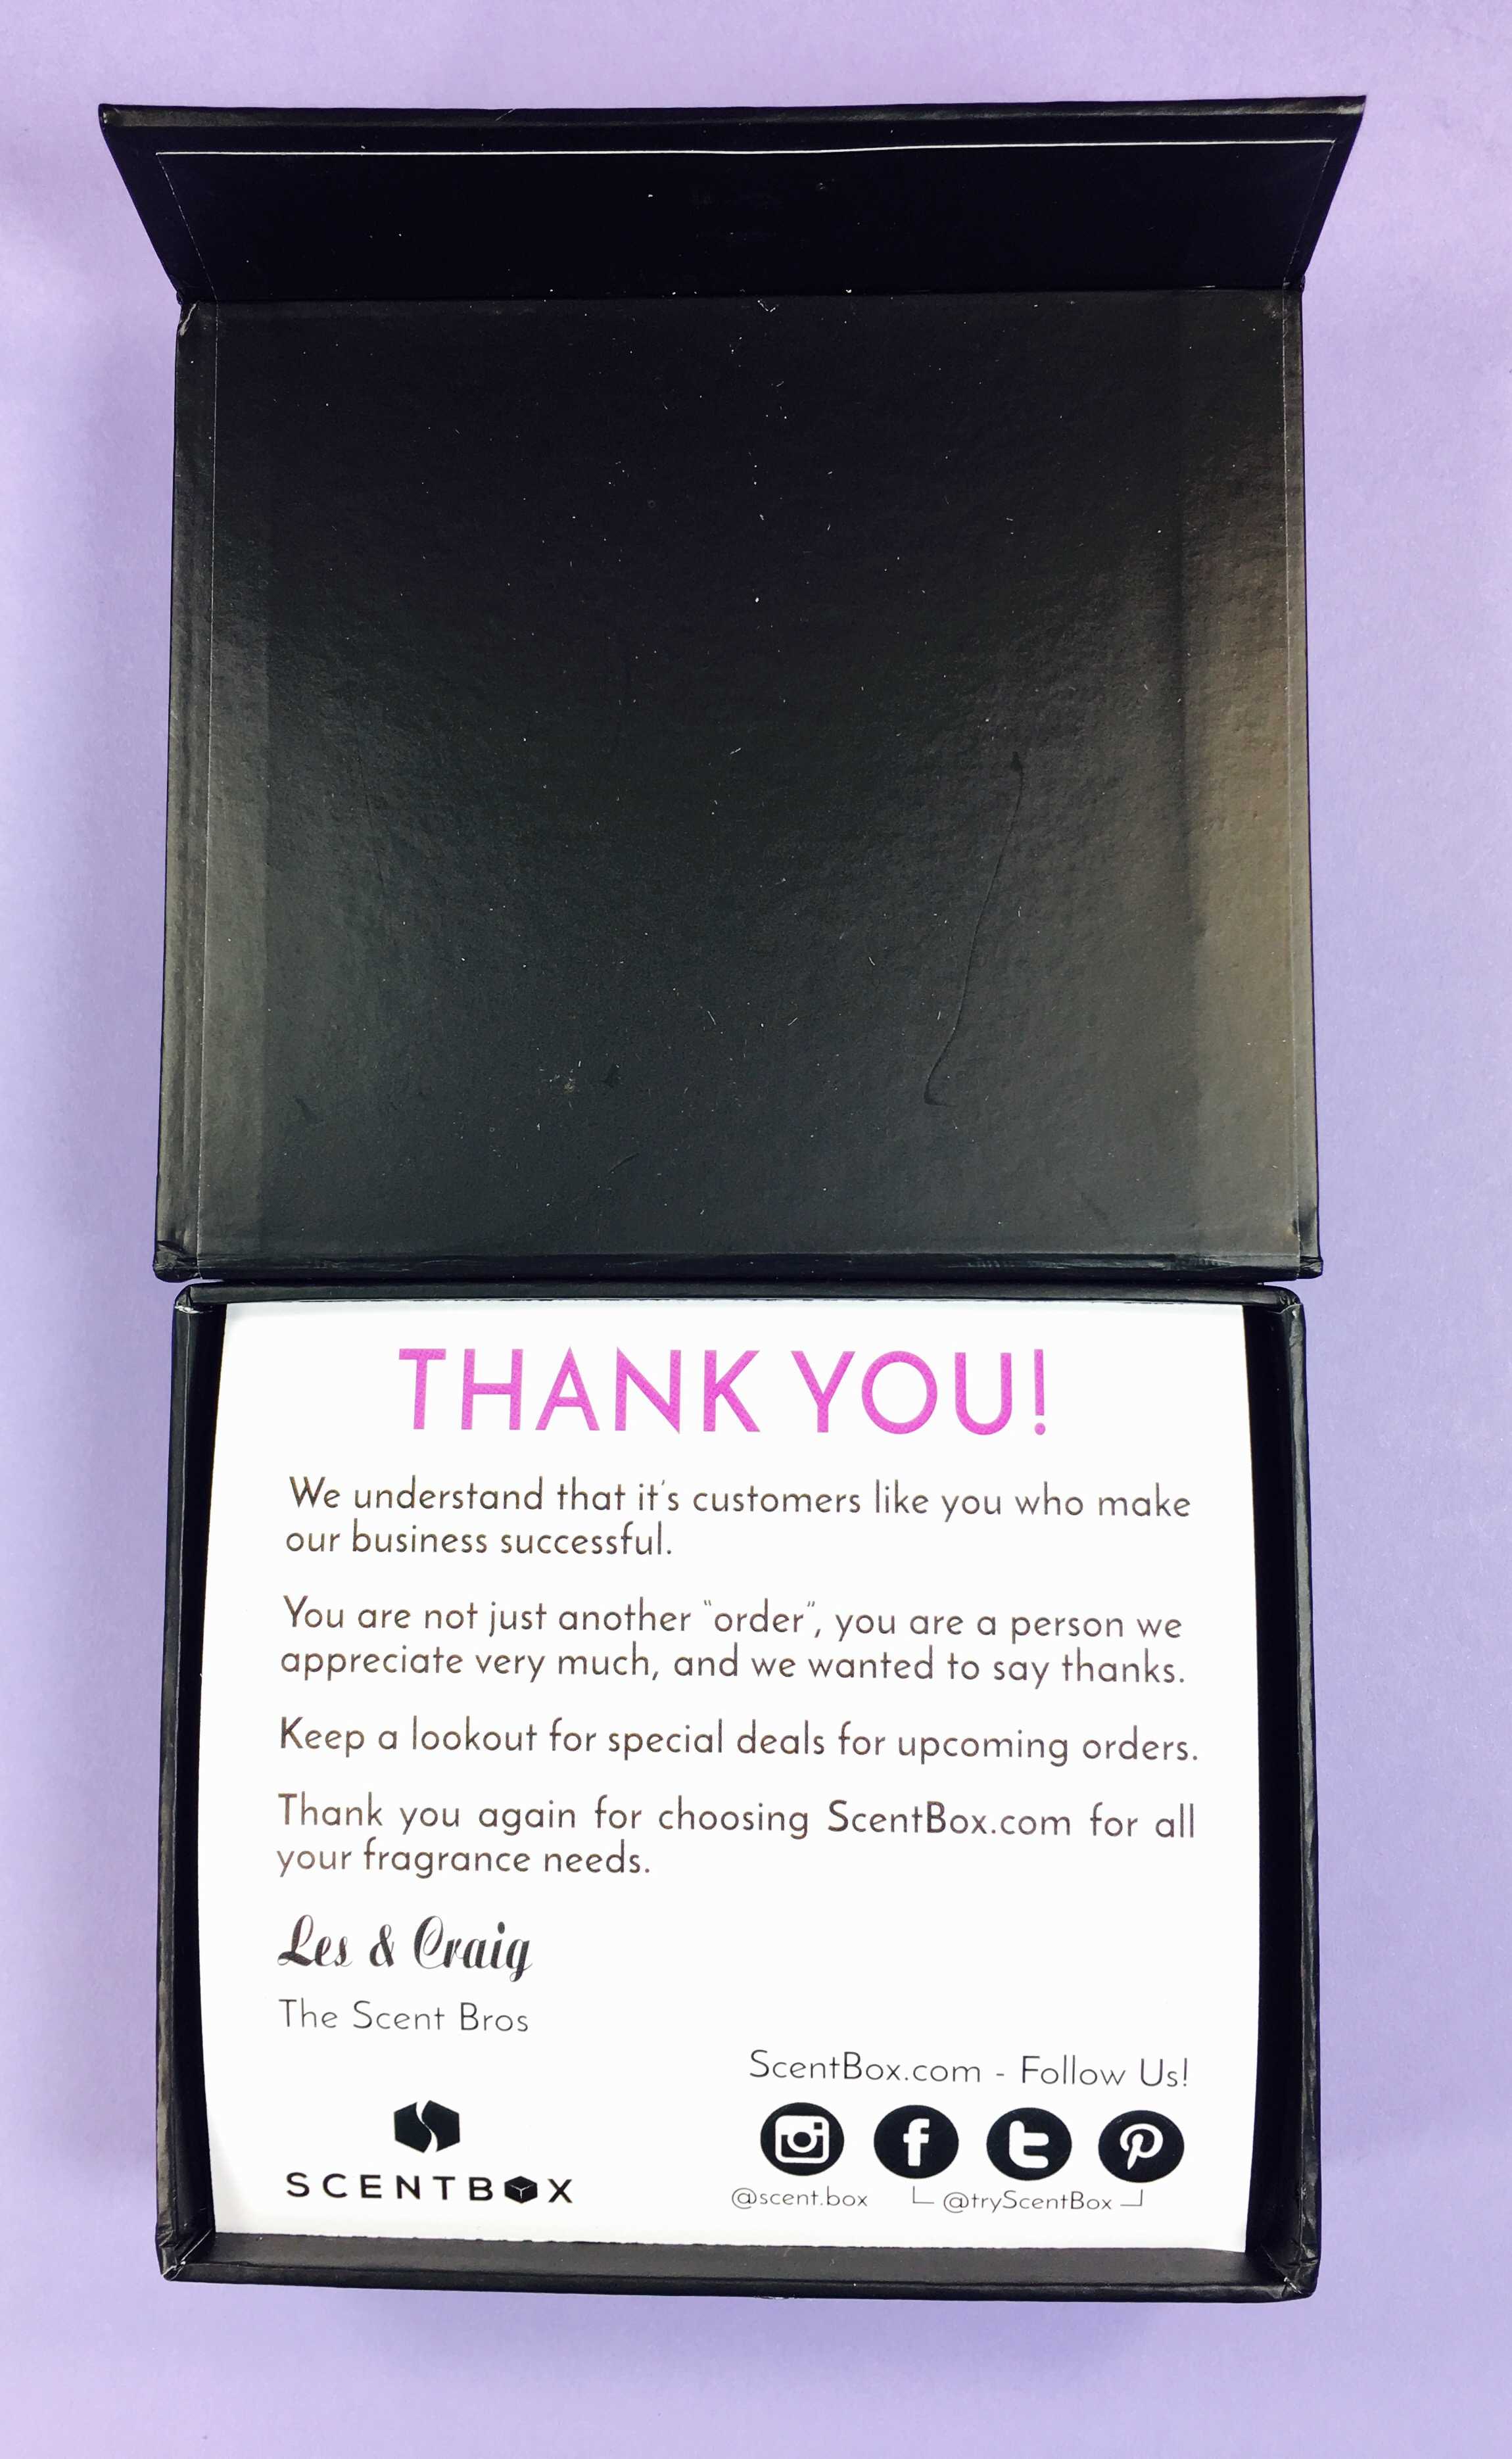 THANK YOU!
We understand that it's customers like you who make
our business successful.
You are not just another "order", you are a person we
appreciate very much, and we wanted to say thanks.
Keep a lookout for special deals for upcoming orders.
Thank you again for choosing ScentBox.com for all
your fragrance needs.
Les & Craig
The Scent Bros
ScentBox.com - Follow Us!
SCENTBOX
@scent.box @tryScentBox